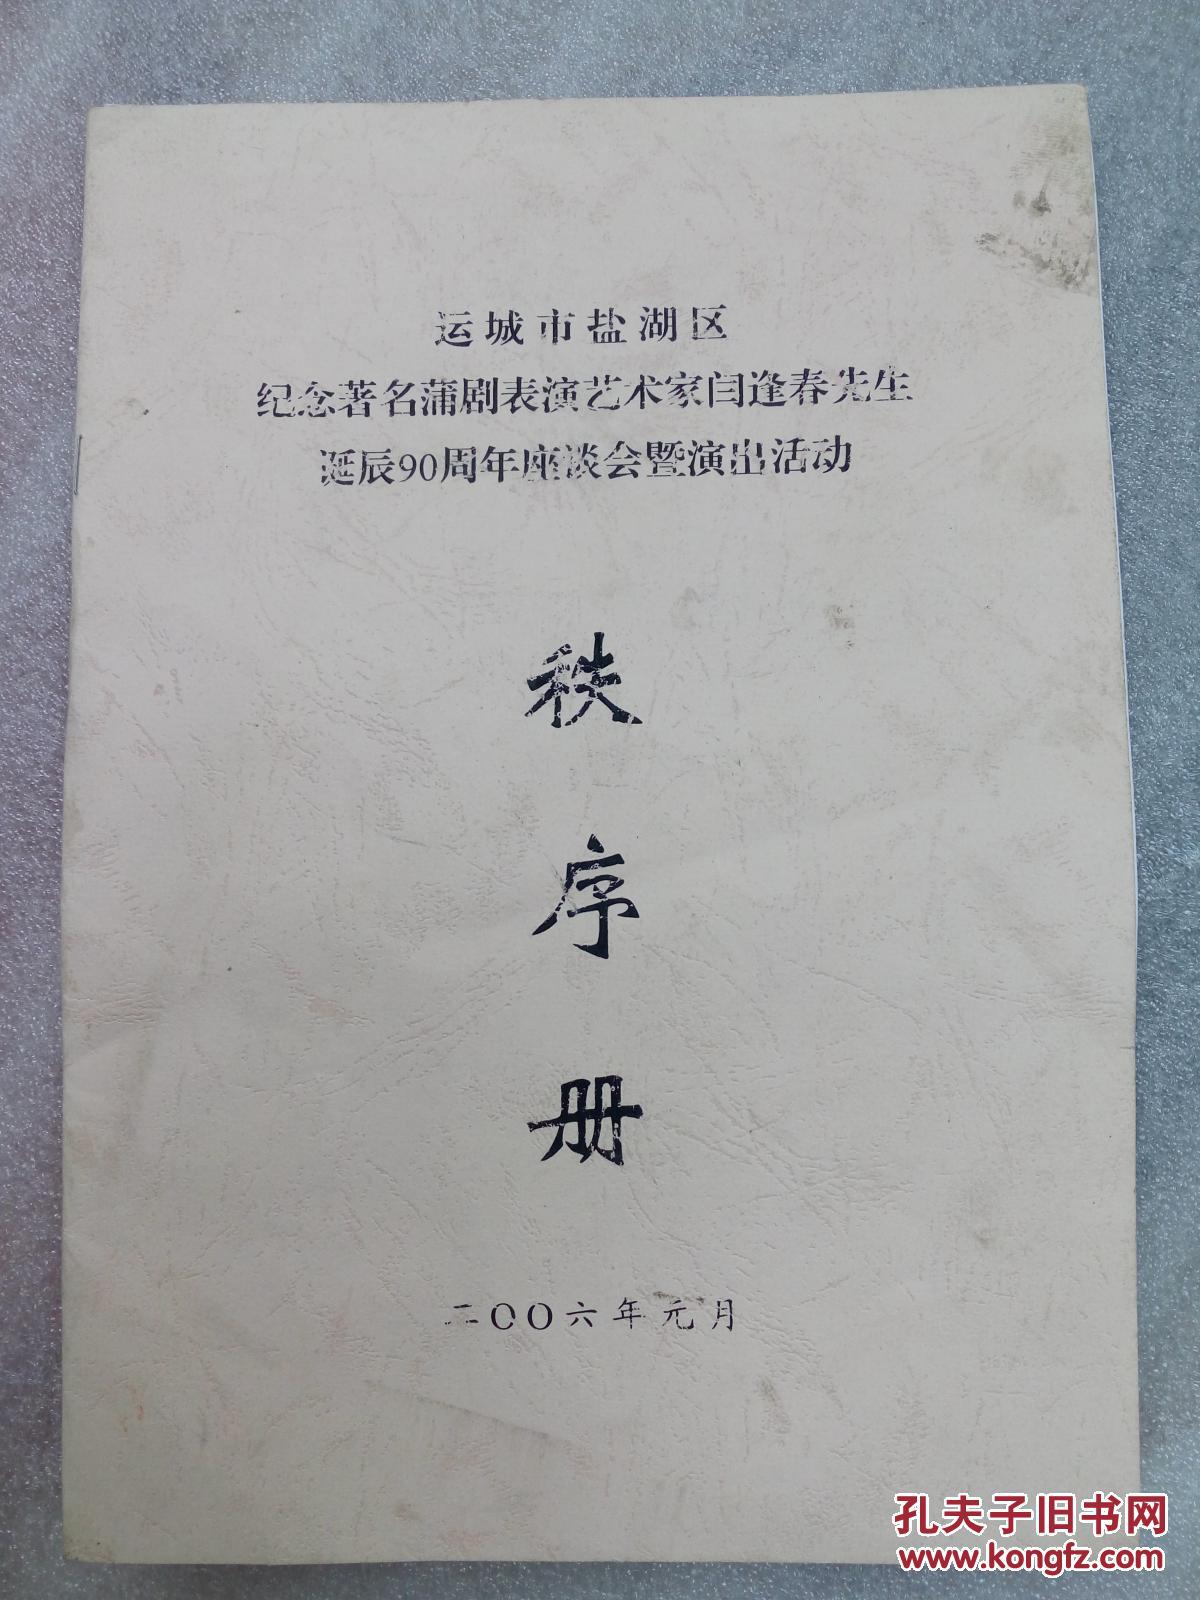 运城市盐湖区
纪念著名蒲剧表演艺术家闫逢春先生
诞辰90周年座谈会暨演出活动
秩
序
册
二〇〇六年元月
孔夫子旧书网
www.kongfz.com